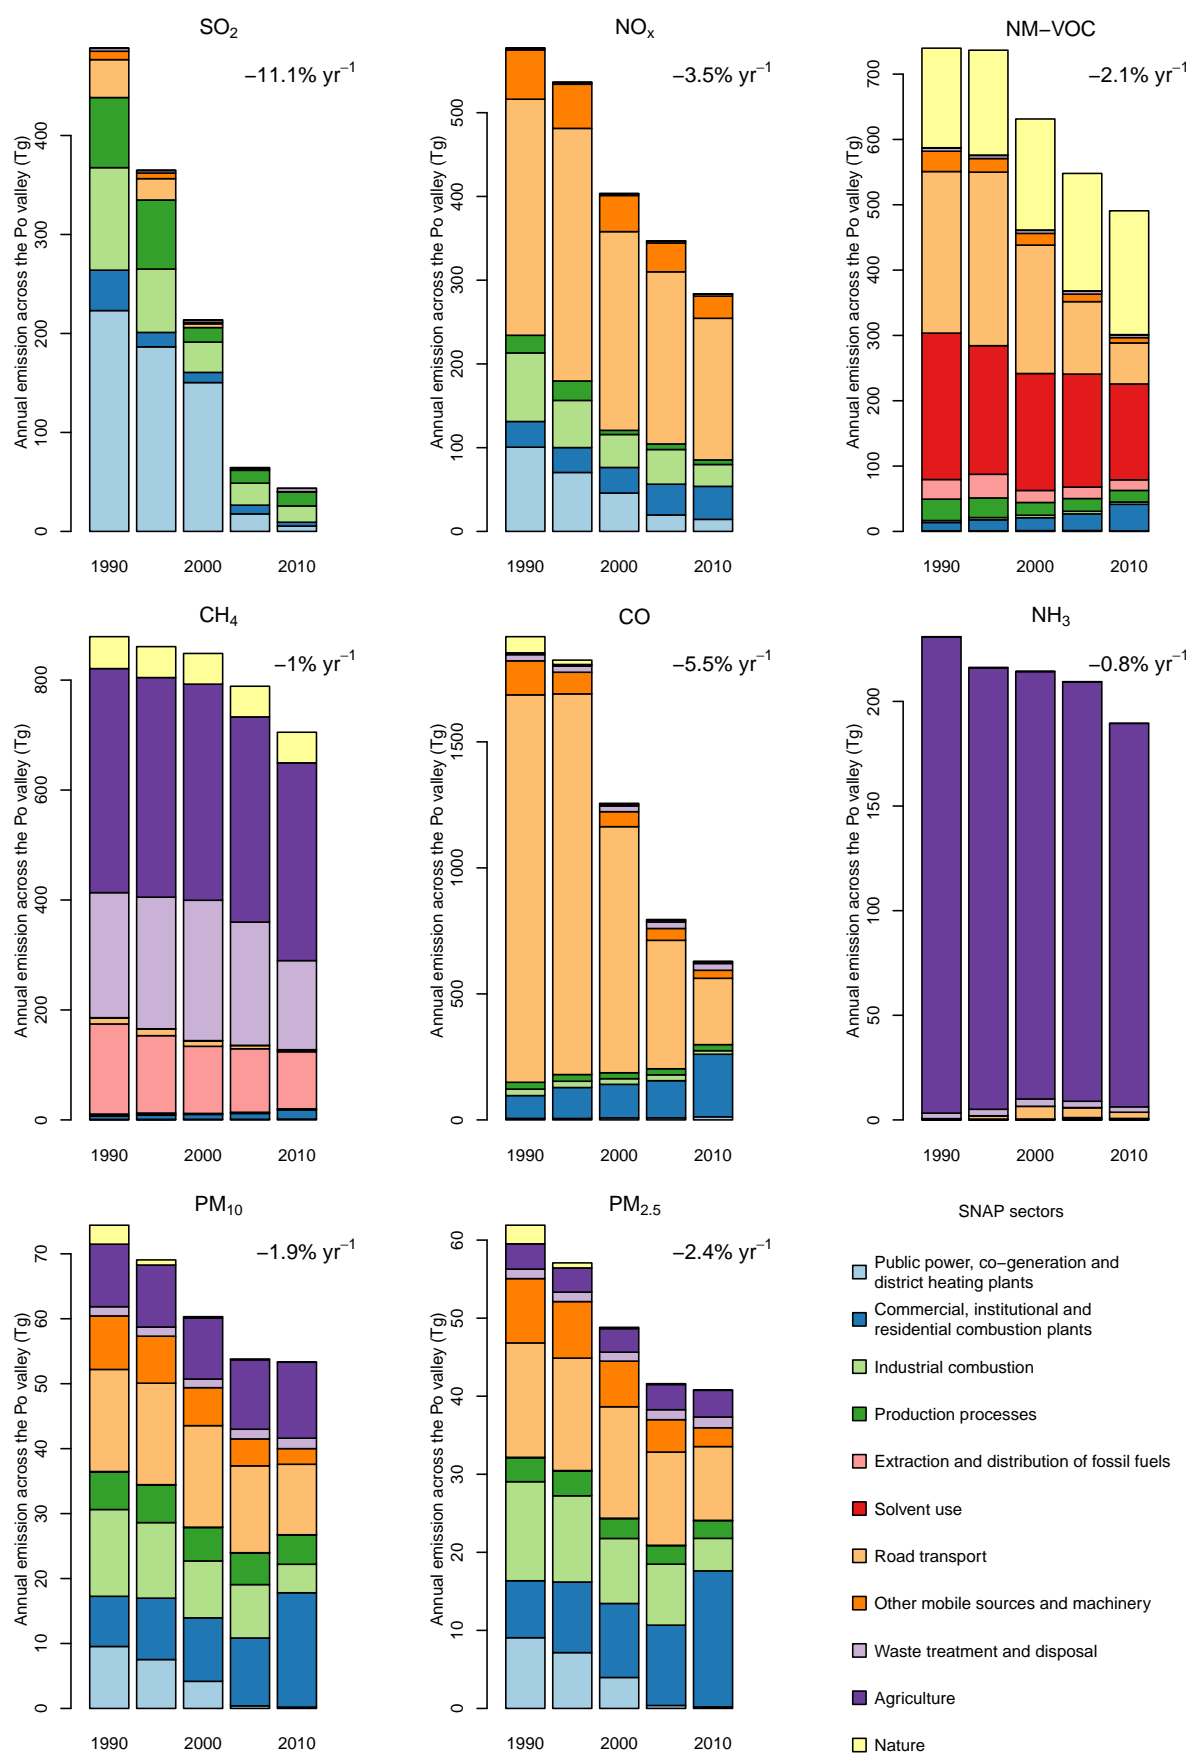 SO₂
−11.1% yr⁻¹
Annual emission across the Po valley (Tg)
0
100
200
300
400
1990
2000
2010
NOₓ
−3.5% yr⁻¹
Annual emission across the Po valley (Tg)
0
100
200
300
400
500
1990
2000
2010
NM−VOC
−2.1% yr⁻¹
Annual emission across the Po valley (Tg)
0
100
200
300
400
500
600
700
1990
2000
2010
CH₄
−1% yr⁻¹
Annual emission across the Po valley (Tg)
0
200
400
600
800
1990
2000
2010
CO
−5.5% yr⁻¹
Annual emission across the Po valley (Tg)
0
500
1000
1500
1990
2000
2010
NH₃
−0.8% yr⁻¹
Annual emission across the Po valley (Tg)
0
50
100
150
200
1990
2000
2010
PM₁₀
−1.9% yr⁻¹
Annual emission across the Po valley (Tg)
0
10
20
30
40
50
60
70
1990
2000
2010
PM₂.₅
−2.4% yr⁻¹
Annual emission across the Po valley (Tg)
0
10
20
30
40
50
60
1990
2000
2010
SNAP sectors
Public power, co−generation and
district heating plants
Commercial, institutional and
residential combustion plants
Industrial combustion
Production processes
Extraction and distribution of fossil fuels
Solvent use
Road transport
Other mobile sources and machinery
Waste treatment and disposal
Agriculture
Nature